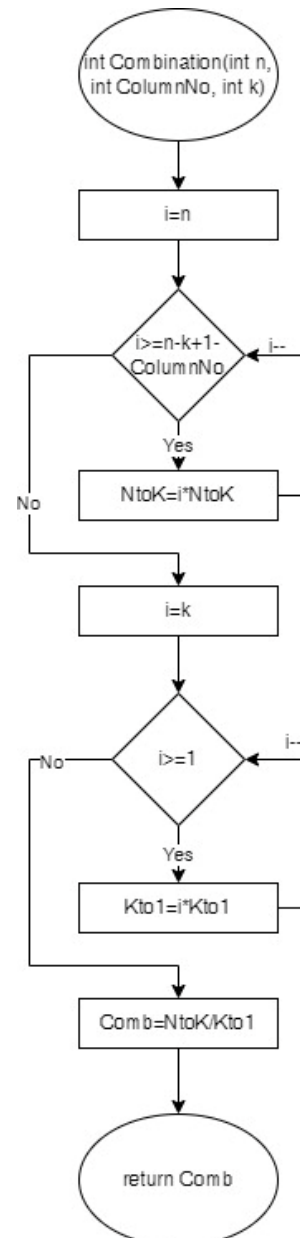 int Combination(int n,
int ColumnNo, int k)
i=n
i>=n-k+1-
ColumnNo
i--
Yes
NtoK=i*NtoK
No
i=k
i>=1
No
i--
Yes
Kto1=i*Kto1
Comb=NtoK/Kto1
return Comb